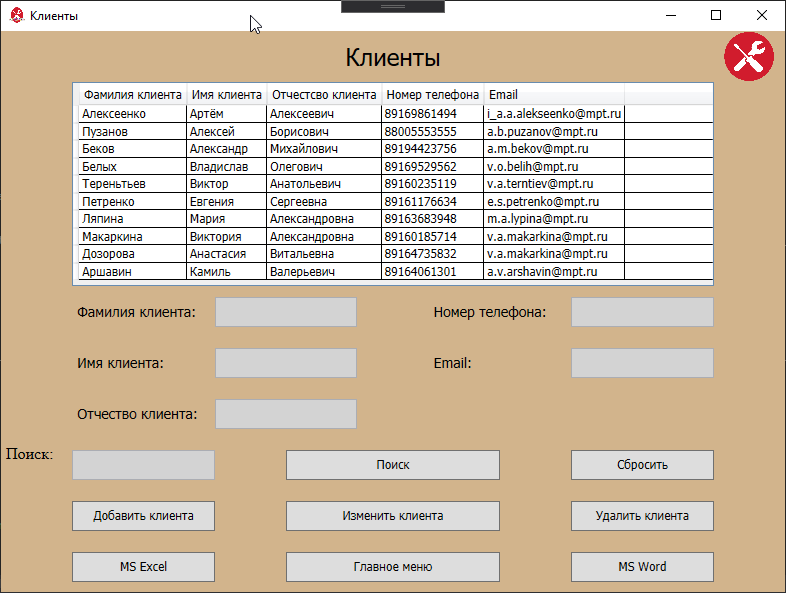 Клиенты
Клиенты
Фамилия клиента Имя клиента Отчестсво клиента Номер телефона Email
Алексеенко Артём Алексеевич 89169861494 i_a.a.alekseenko@mpt.ru
Пузанов Алексей Борисович 88005553555 a.b.puzanov@mpt.ru
Беков Александр Михайлович 89194423756 a.m.bekov@mpt.ru
Белых Владислав Олегович 89169529562 v.o.belih@mpt.ru
Тереньтьев Виктор Анатольевич 89160235119 v.a.terntiev@mpt.ru
Петренко Евгения Сергеевна 89161176634 e.s.petrenko@mpt.ru
Ляпина Мария Александровна 89163683948 m.a.lypina@mpt.ru
Макаркина Виктория Александровна 89160185714 v.a.makarkina@mpt.ru
Дозорова Анастасия Витальевна 89164735832 v.a.makarkina@mpt.ru
Аршавин Камиль Валерьевич 89164061301 a.v.arshavin@mpt.ru
Фамилия клиента: Номер телефона:
Имя клиента: Email:
Отчество клиента:
Поиск: Поиск Сбросить
Добавить клиента Изменить клиента Удалить клиента
MS Excel Главное меню MS Word